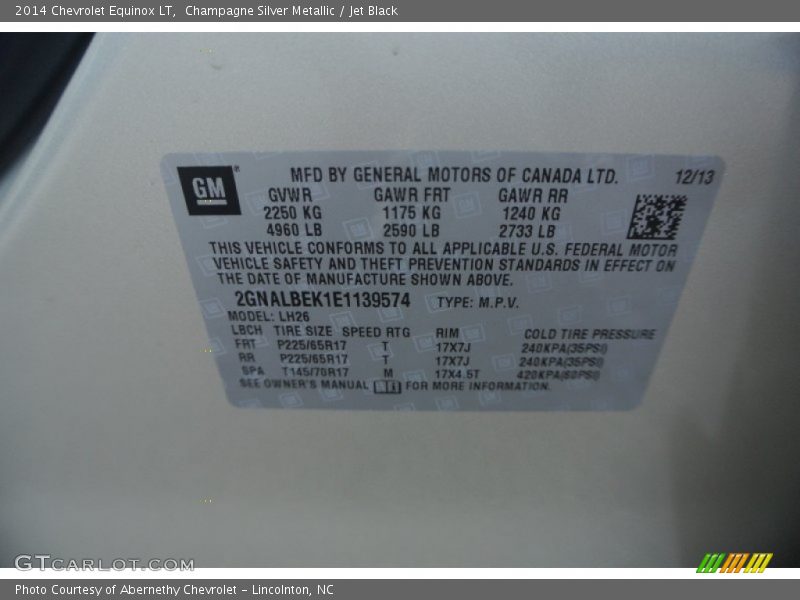 2014 Chevrolet Equinox LT,  Champagne Silver Metallic / Jet Black
GM
MFD BY GENERAL MOTORS OF CANADA LTD. 12/13
GVWR GAWR FRT GAWR RR
2250 KG 1175 KG 1240 KG
4960 LB 2590 LB 2733 LB
THIS VEHICLE CONFORMS TO ALL APPLICABLE U.S. FEDERAL MOTOR
VEHICLE SAFETY AND THEFT PREVENTION STANDARDS IN EFFECT ON
THE DATE OF MANUFACTURE SHOWN ABOVE.
2GNALBEK1E1139574 TYPE: M.P.V.
MODEL: LH26
LBCH TIRE SIZE SPEED RTG RIM COLD TIRE PRESSURE
FRT P225/65R17 T 17X7J 240KPA(35PSI)
RR P225/65R17 T 17X7J 240KPA(35PSI)
SPA T145/70R17 M 17X4.5T 420KPA(60PSI)
SEE OWNER'S MANUAL FOR MORE INFORMATION.
GTCARLOT.COM
Photo Courtesy of Abernethy Chevrolet – Lincolnton, NC